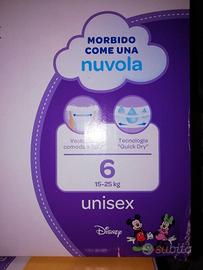 MORBIDO
COME UNA
nuvola
Tecnologia
"Quick Dry"
6
15-25 kg
unisex
Disney
subito